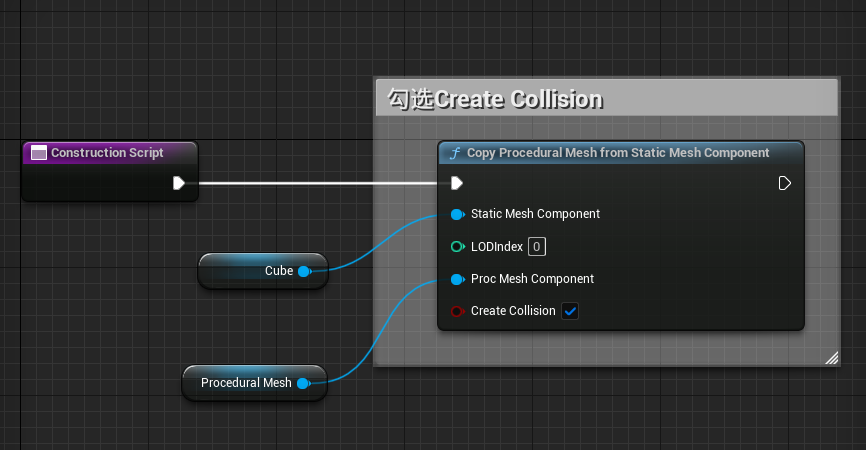 勾选Create Collision
Construction Script
Copy Procedural Mesh from Static Mesh Component
Static Mesh Component
LODIndex 0
Cube
Proc Mesh Component
Create Collision
Procedural Mesh